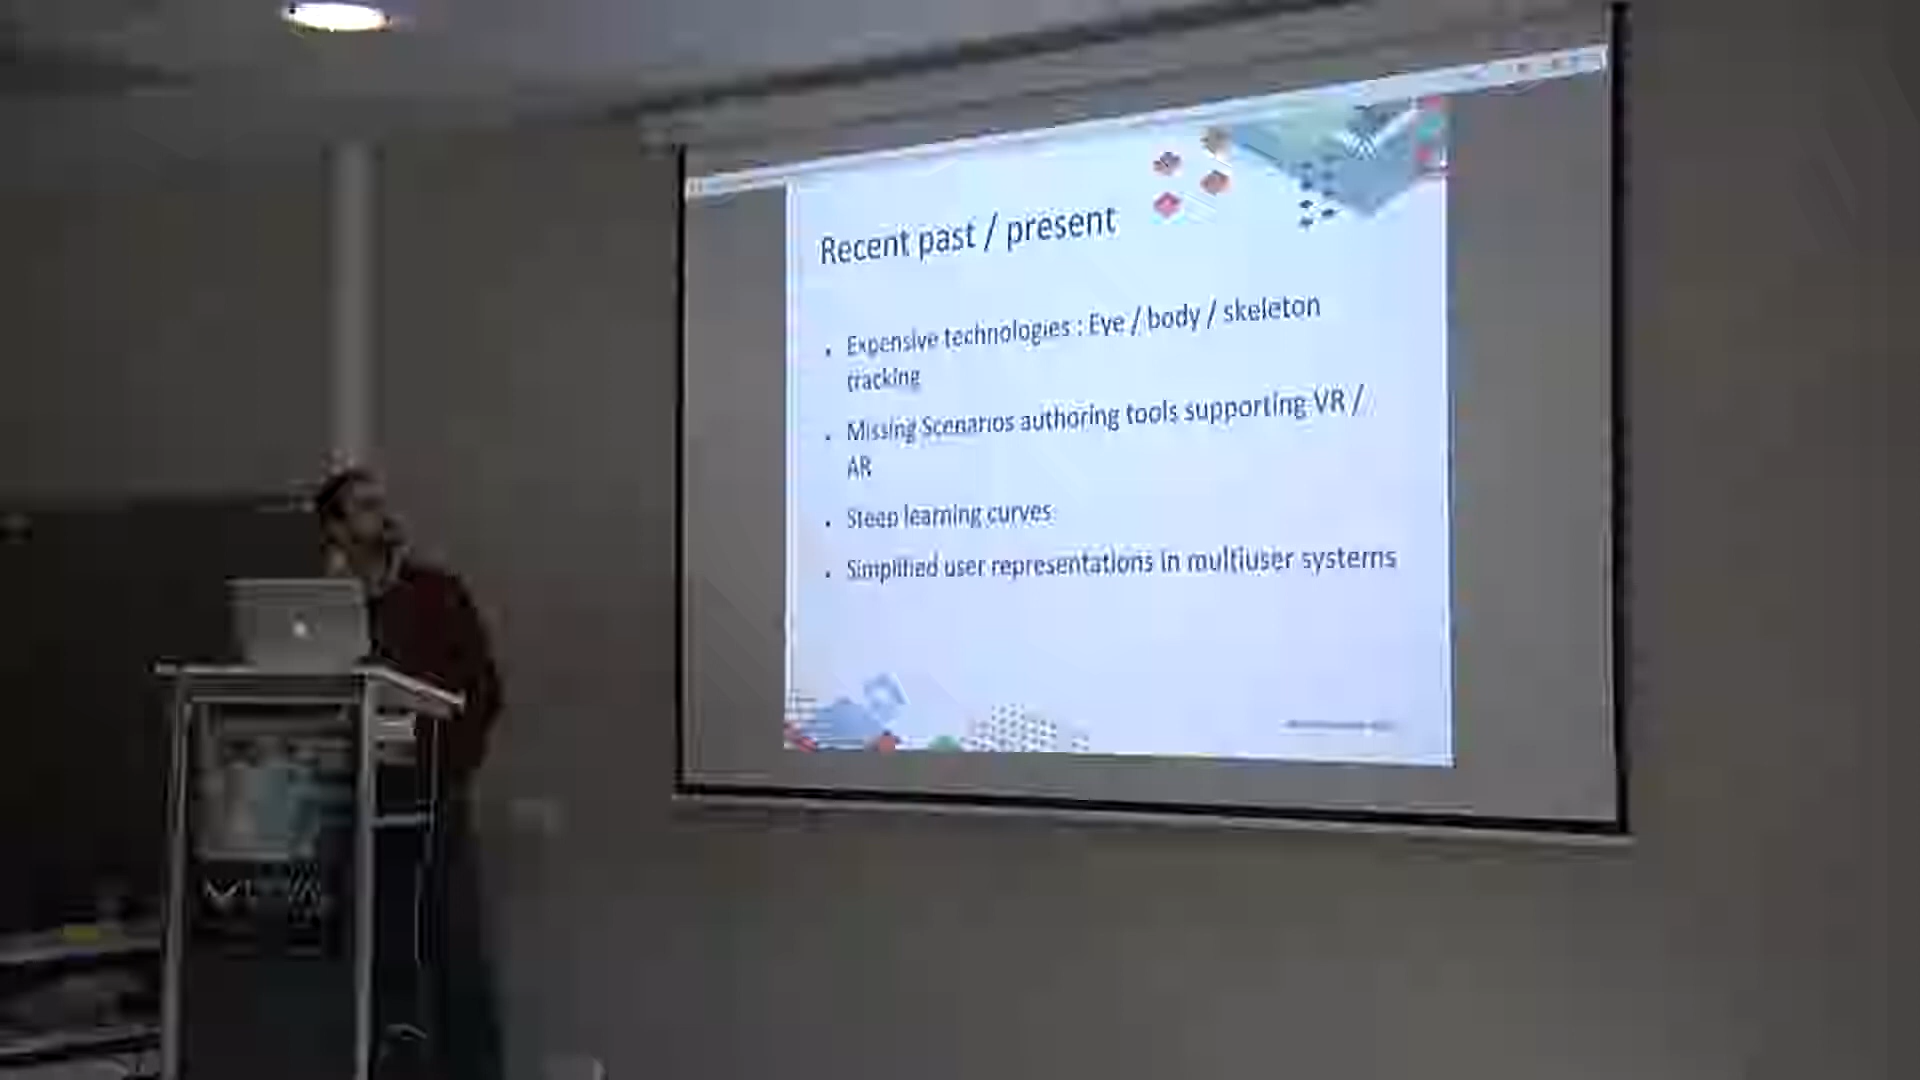 Recent past / present
• Expensive technologies : Eye / body / skeleton
tracking
• Missing Scenarios authoring tools supporting VR /
AR
• Steep learning curves
• Simplified user representations in multiuser systems